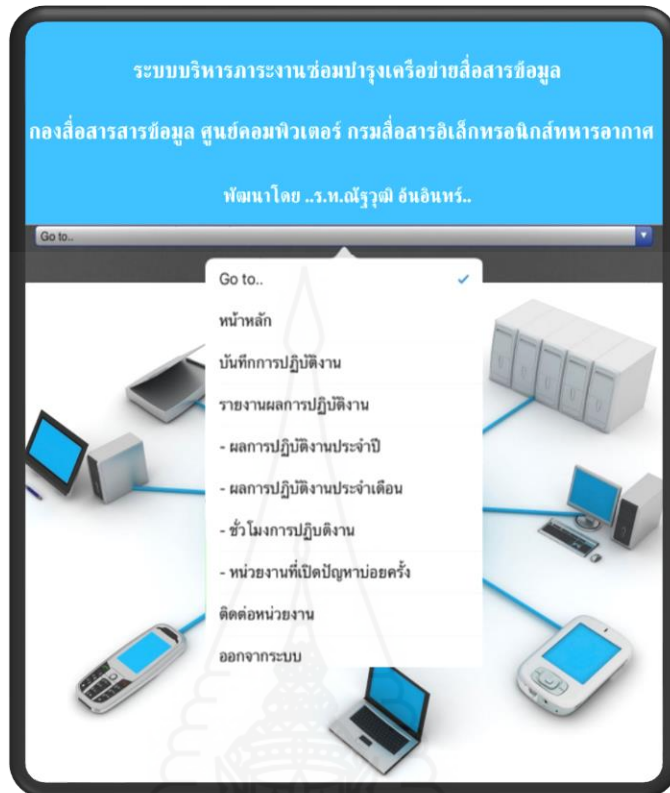 ระบบบริหารภาระงานซ่อมบำรุงเครือข่ายสื่อสารข้อมูล
กองสื่อสารสารข้อมูล ศูนย์คอมพิวเตอร์ กรมสื่อสารอิเล็กทรอนิกส์ทหารอากาศ
พัฒนาโดย ..ร.ท.ณัฐวุฒิ อ้นอินทร์..
Go to..
Go to..
หน้าหลัก
บันทึกการปฏิบัติงาน
รายงานผลการปฏิบัติงาน
- ผลการปฏิบัติงานประจำปี
- ผลการปฏิบัติงานประจำเดือน
- ชั่วโมงการปฏิบติงาน
- หน่วยงานที่เปิดปัญหาบ่อยครั้ง
ติดต่อหน่วยงาน
ออกจากระบบ